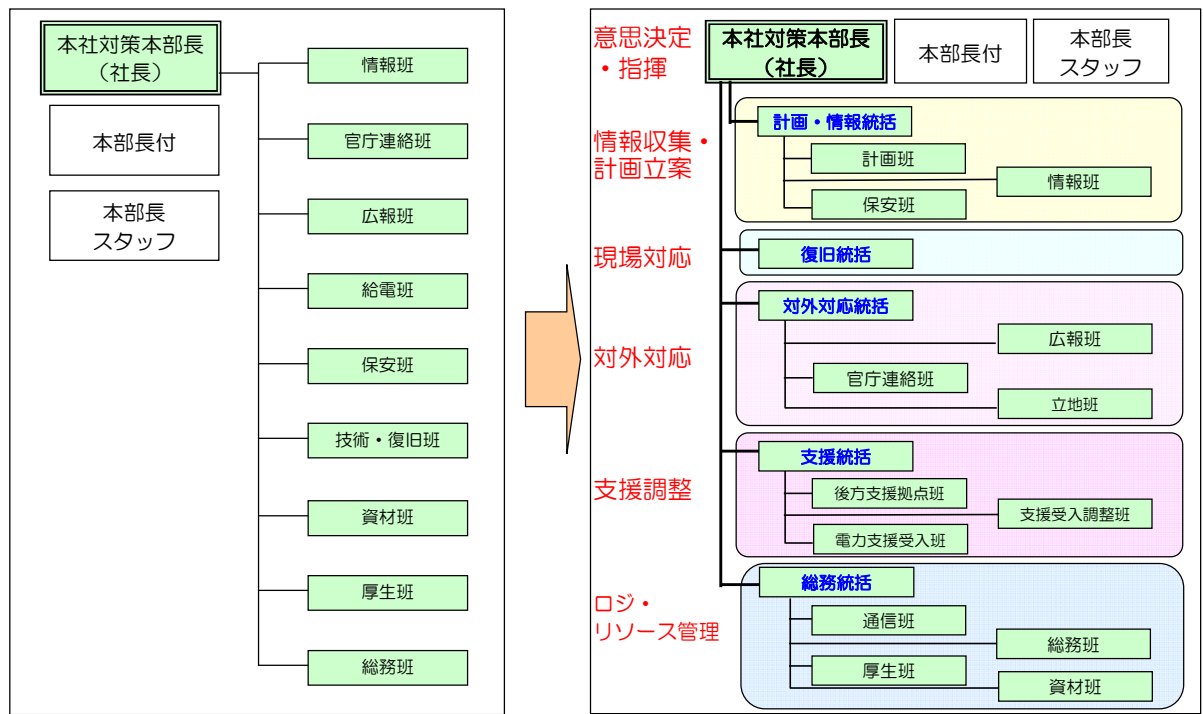 本社対策本部長
（社長）
本部長付
本部長
スタッフ
情報班
官庁連絡班
広報班
給電班
保安班
技術・復旧班
資材班
厚生班
総務班
意思決定
・指揮
本社対策本部長
（社長）
本部長付
本部長
スタッフ
情報収集・
計画立案
計画・情報統括
計画班
情報班
保安班
現場対応
復旧統括
対外対応
対外対応統括
広報班
官庁連絡班
立地班
支援調整
支援統括
後方支援拠点班
支援受入調整班
電力支援受入班
ロジ・
リソース管理
総務統括
通信班
総務班
厚生班
資材班